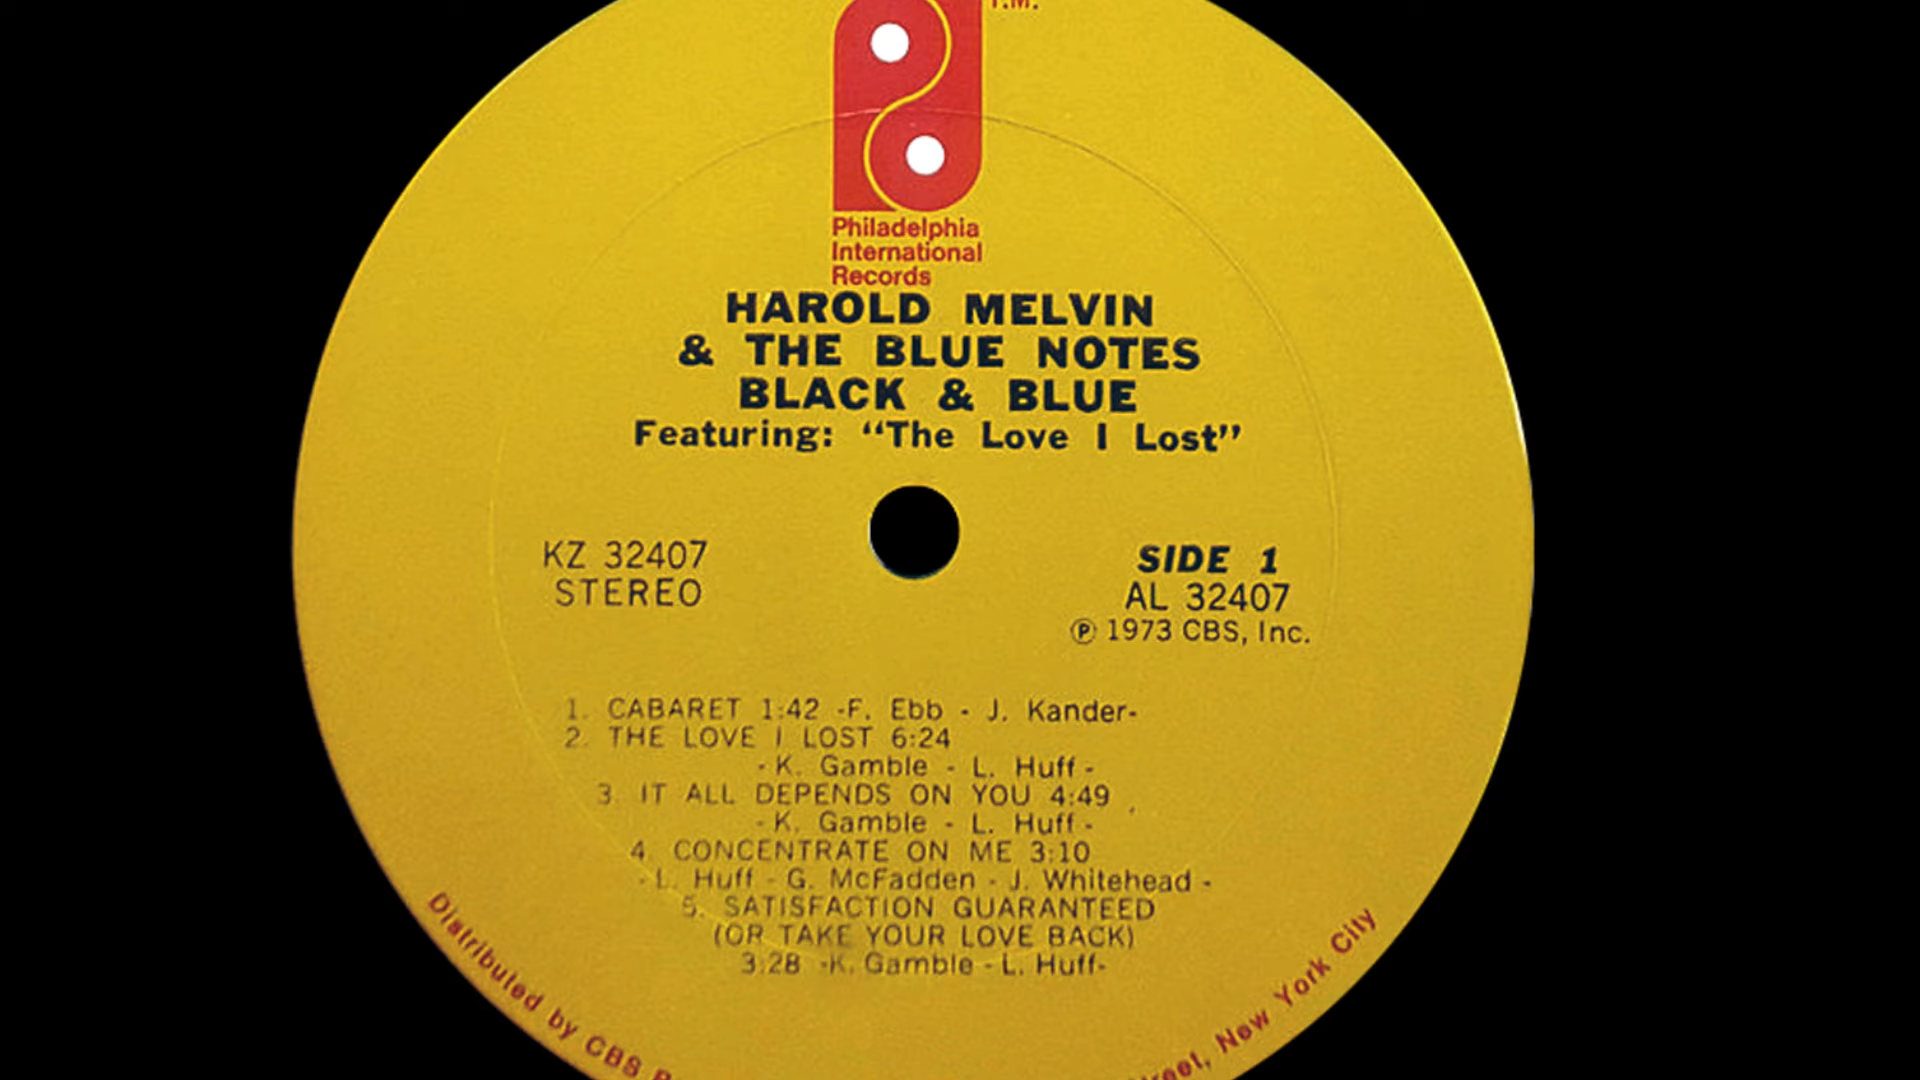 T.M.
Philadelphia
International
Records
HAROLD MELVIN
& THE BLUE NOTES
BLACK & BLUE
Featuring: “The Love I Lost”
KZ 32407
STEREO
SIDE 1
AL 32407
Ⓟ 1973 CBS, Inc.
1. CABARET 1:42 -F. Ebb - J. Kander-
2. THE LOVE I LOST 6:24
- K. Gamble - L. Huff -
3. IT ALL DEPENDS ON YOU 4:49
- K. Gamble - L. Huff -
4. CONCENTRATE ON ME 3:10
- L. Huff - G. McFadden - J. Whitehead -
5. SATISFACTION GUARANTEED
(OR TAKE YOUR LOVE BACK)
3:28 -K. Gamble - L. Huff-
Distributed by CBS
New York City